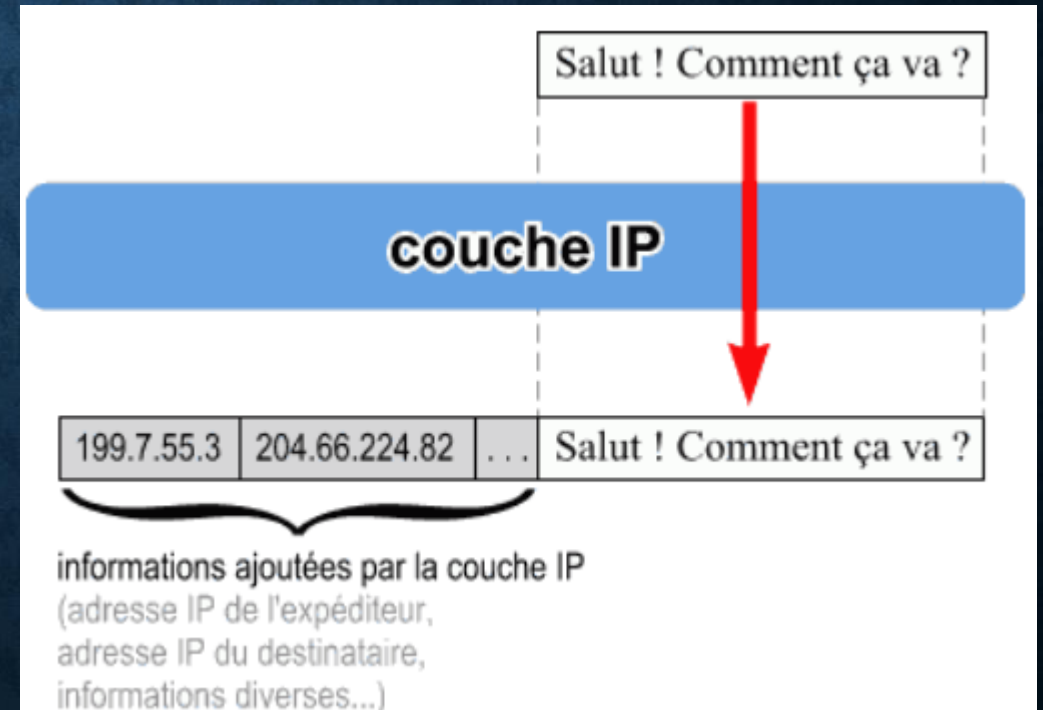 Salut ! Comment ça va ?
couche IP
199.7.55.3 204.66.224.82 ... Salut ! Comment ça va ?
informations ajoutées par la couche IP
(adresse IP de l'expéditeur,
adresse IP du destinataire,
informations diverses...)